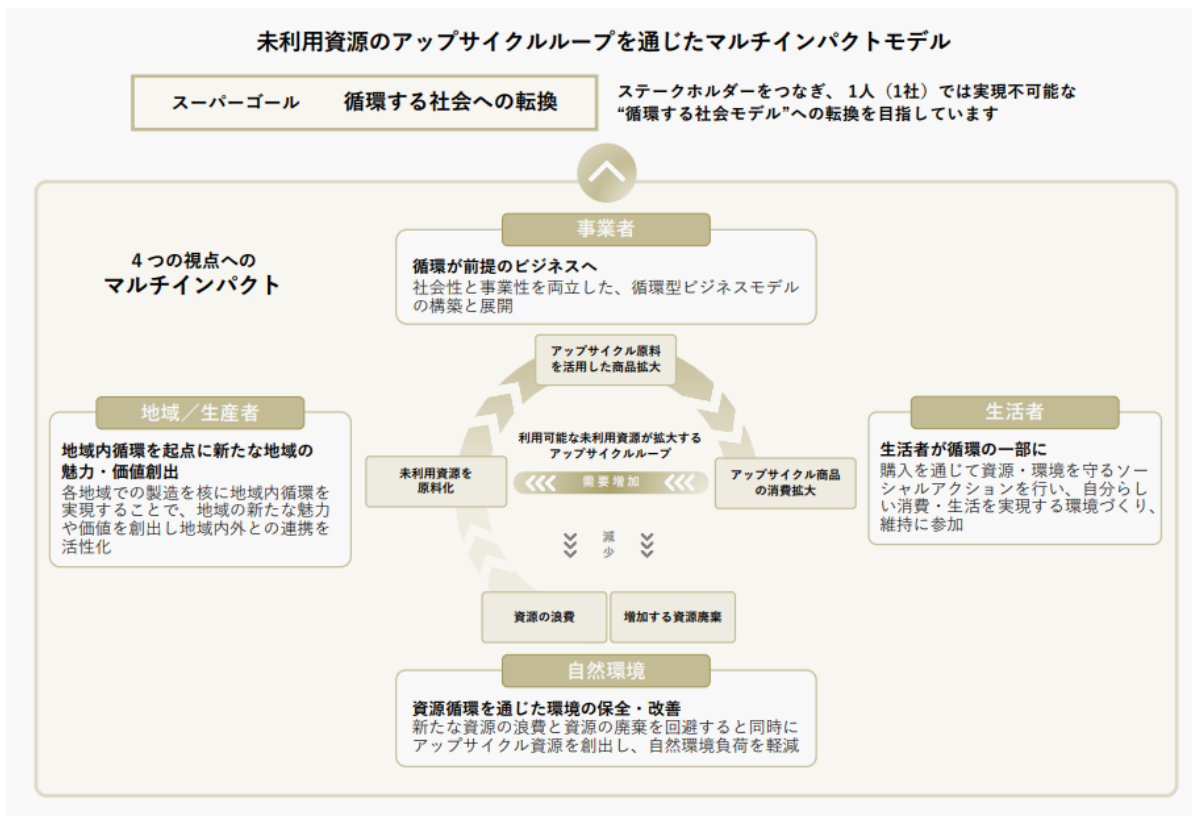 未利用資源のアップサイクルループを通じたマルチインパクトモデル
スーパーゴール 循環する社会への転換
ステークホルダーをつなぎ、 1人（1社）では実現不可能な
“循環する社会モデル”への転換を目指しています
4つの視点への
マルチインパクト
事業者
循環が前提のビジネスへ
社会性と事業性を両立した、循環型ビジネスモデル
の構築と展開
アップサイクル原料
を活用した商品拡大
地域／生産者
地域内循環を起点に新たな地域の
魅力・価値創出
各地域での製造を核に地域内循環を
実現することで、地域の新たな魅力
や価値を創出し地域内外との連携を
活性化
未利用資源を
原料化
利用可能な未利用資源が拡大する
アップサイクルループ
需要増加
アップサイクル商品
の消費拡大
生活者
生活者が循環の一部に
購入を通じて資源・環境を守るソー
シャルアクションを行い、自分らし
い消費・生活を実現する環境づくり、
維持に参加
減
少
資源の浪費
増加する資源廃棄
自然環境
資源循環を通じた環境の保全・改善
新たな資源の浪費と資源の廃棄を回避すると同時に
アップサイクル資源を創出し、自然環境負荷を軽減